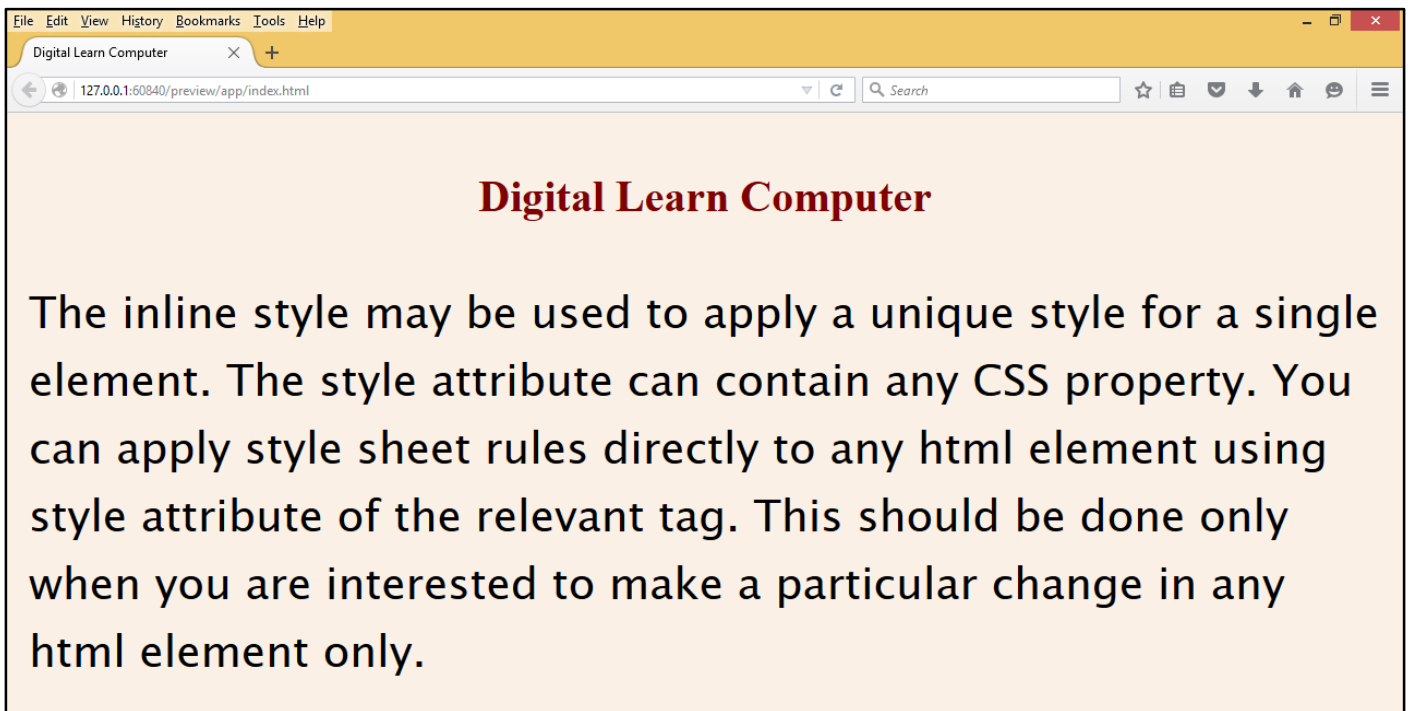 File Edit View History Bookmarks Tools Help
Digital Learn Computer
127.0.0.1:60840/preview/app/index.html
Search
Digital Learn Computer
The inline style may be used to apply a unique style for a single
element. The style attribute can contain any CSS property. You
can apply style sheet rules directly to any html element using
style attribute of the relevant tag. This should be done only
when you are interested to make a particular change in any
html element only.